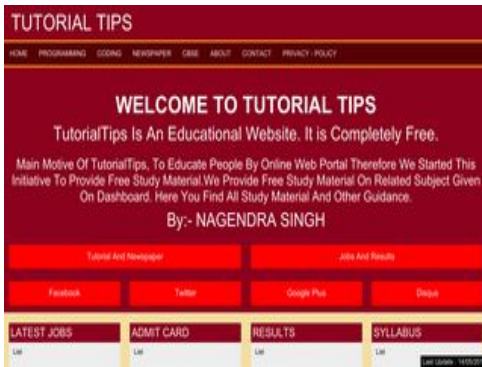 TUTORIAL TIPS
HOME PROGRAMMING CODING NEWSPAPER CBSE ABOUT CONTACT PRIVACY - POLICY
WELCOME TO TUTORIAL TIPS
TutorialTips Is An Educational Website. It is Completely Free.
Main Motive Of TutorialTips, To Educate People By Online Web Portal Therefore We Started This
Initiative To Provide Free Study Material.We Provide Free Study Material On Related Subject Given
On Dashboard. Here You Find All Study Material And Other Guidance.
By:- NAGENDRA SINGH
Tutorial And Newspaper Jobs And Results
Facebook Twitter Google Plus Disqus
LATEST JOBS ADMIT CARD RESULTS SYLLABUS
List List List List
Last Update :